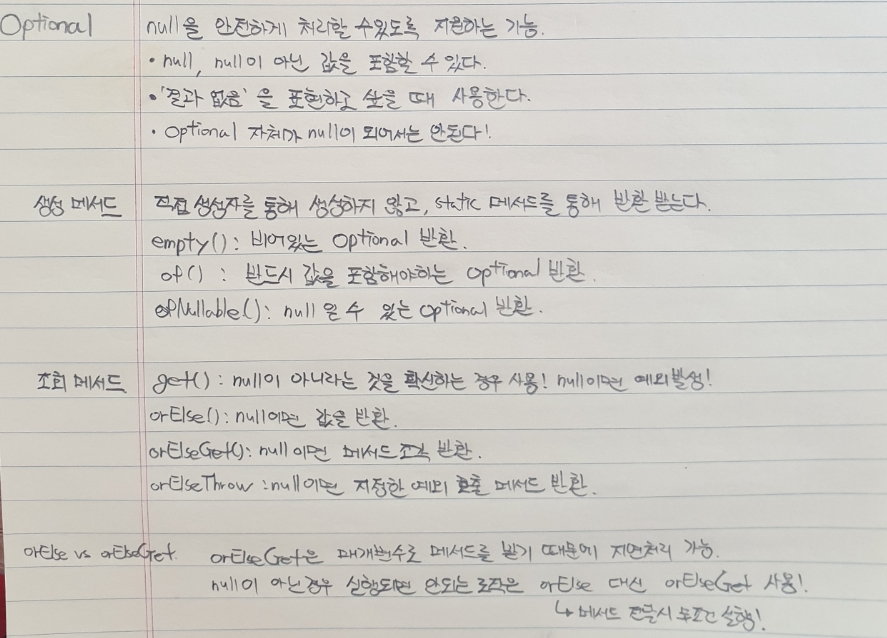 Optional null을 안전하게 처리할 수있도록 지원하는 기능.
• null, null이 아닌 값을 포함할 수 있다.
• '결과 없음' 을 표현하고 싶을 때 사용한다.
• Optional 자체가 null이 되어서는 안된다!
생성 메서드 직접 생성자를 통해 생성하지 않고, static 메서드를 통해 반환 받는다.
empty() : 비어있는 Optional 반환.
of() : 반드시 값을 포함해야하는 Optional 반환.
ofNullable() : null 일 수 있는 Optional 반환.
조회 메서드 get() : null이 아니라는 것을 확신하는 경우 사용! null이면 예외발생!
orElse() : null이면 값을 반환.
orElseGet() : null이면 메서드 조각 반환.
orElseThrow : null이면 지정한 예외 메서드 반환.
orElse vs orElseGet. orElseGet은 매개변수로 메서드를 받기 때문에 지연처리 가능.
null이 아닌경우 실행되면 안되는 로직은 orElse 대신 orElseGet 사용!
↳ 메서드 전달시 무조건 실행!